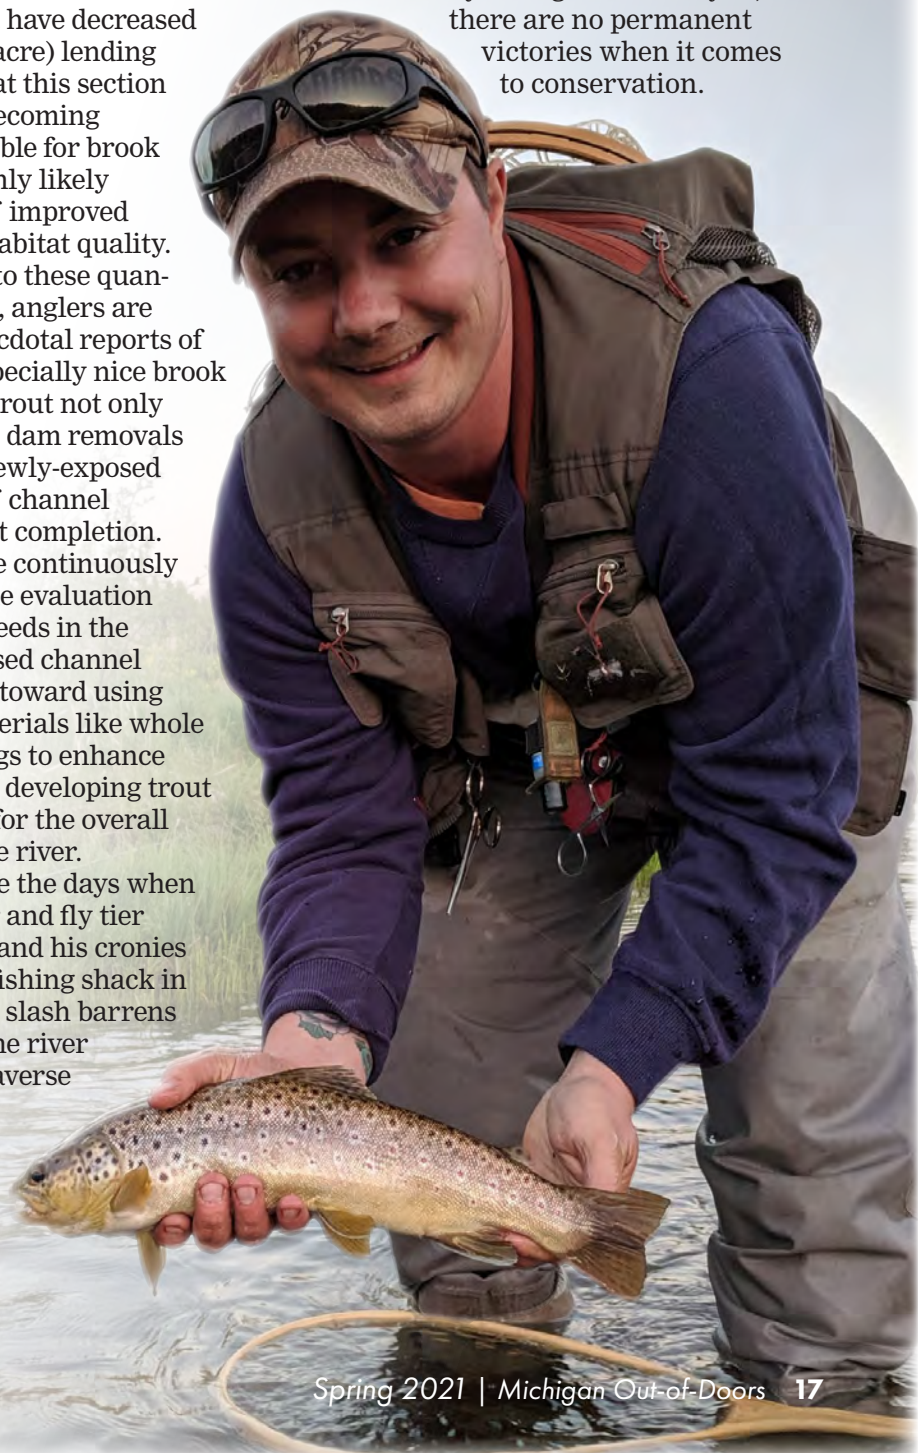 have decreased
acre) lending
at this section
ecoming
ble for brook
nly likely
improved
abitat quality.
to these quan-
, anglers are
cdotal reports of
pecially nice brook
rout not only
dam removals
ewly-exposed
channel
t completion.
e continuously
e evaluation
eeds in the
sed channel
toward using
terials like whole
gs to enhance
developing trout
for the overall
e river.
e the days when
and fly tier
and his cronies
ishing shack in
slash barrens
ne river
averse
there are no permanent
victories when it comes
to conservation.
Spring 2021 | Michigan Out-of-Doors 17